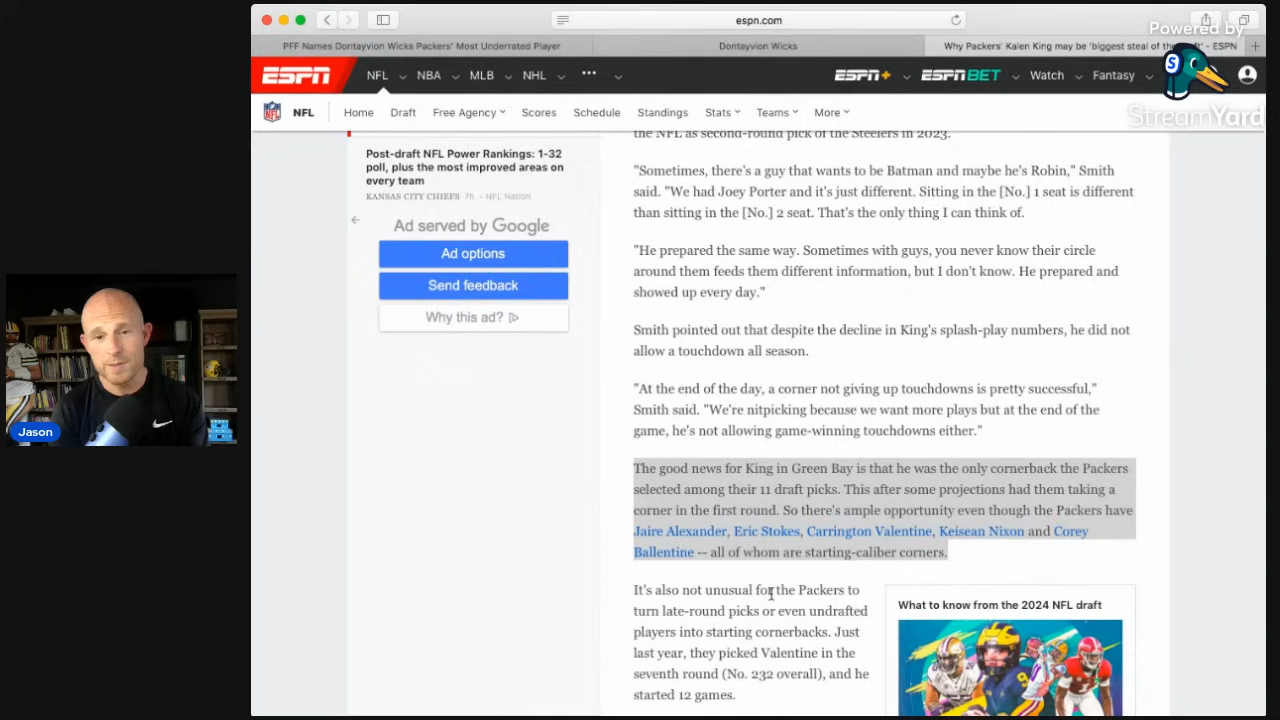 Powered by
StreamYard
espn.com
PFF Names Dontayvion Wicks Packers' Most Underrated Player
Dontayvion Wicks
Why Packers' Kalen King may be 'biggest steal of the
- ESPN
ESPN
NFL
NBA
MLB
NHL
•••
ESPN+
ESPN BET
Watch
Fantasy
NFL
Home
Draft
Free Agency
Scores
Schedule
Standings
Stats
Teams
More
Post-draft NFL Power Rankings: 1-32
poll, plus the most improved areas on
every team
KANSAS CITY CHIEFS 7h - NFL Nation
Ad served by Google
Ad options
Send feedback
Why this ad?
the NFL as second-round pick of the Steelers in 2023.
"Sometimes, there's a guy that wants to be Batman and maybe he's Robin," Smith
said. "We had Joey Porter and it's just different. Sitting in the [No.] 1 seat is different
than sitting in the [No.] 2 seat. That's the only thing I can think of.
"He prepared the same way. Sometimes with guys, you never know their circle
around them feeds them different information, but I don't know. He prepared and
showed up every day."
Smith pointed out that despite the decline in King's splash-play numbers, he did not
allow a touchdown all season.
"At the end of the day, a corner not giving up touchdowns is pretty successful,"
Smith said. "We're nitpicking because we want more plays but at the end of the
game, he's not allowing game-winning touchdowns either."
The good news for King in Green Bay is that he was the only cornerback the Packers
selected among their 11 draft picks. This after some projections had them taking a
corner in the first round. So there's ample opportunity even though the Packers have
Jaire Alexander, Eric Stokes, Carrington Valentine, Keisean Nixon and Corey
Ballentine -- all of whom are starting-caliber corners.
It's also not unusual for the Packers to
turn late-round picks or even undrafted
players into starting cornerbacks. Just
last year, they picked Valentine in the
seventh round (No. 232 overall), and he
started 12 games.
What to know from the 2024 NFL draft
Jason